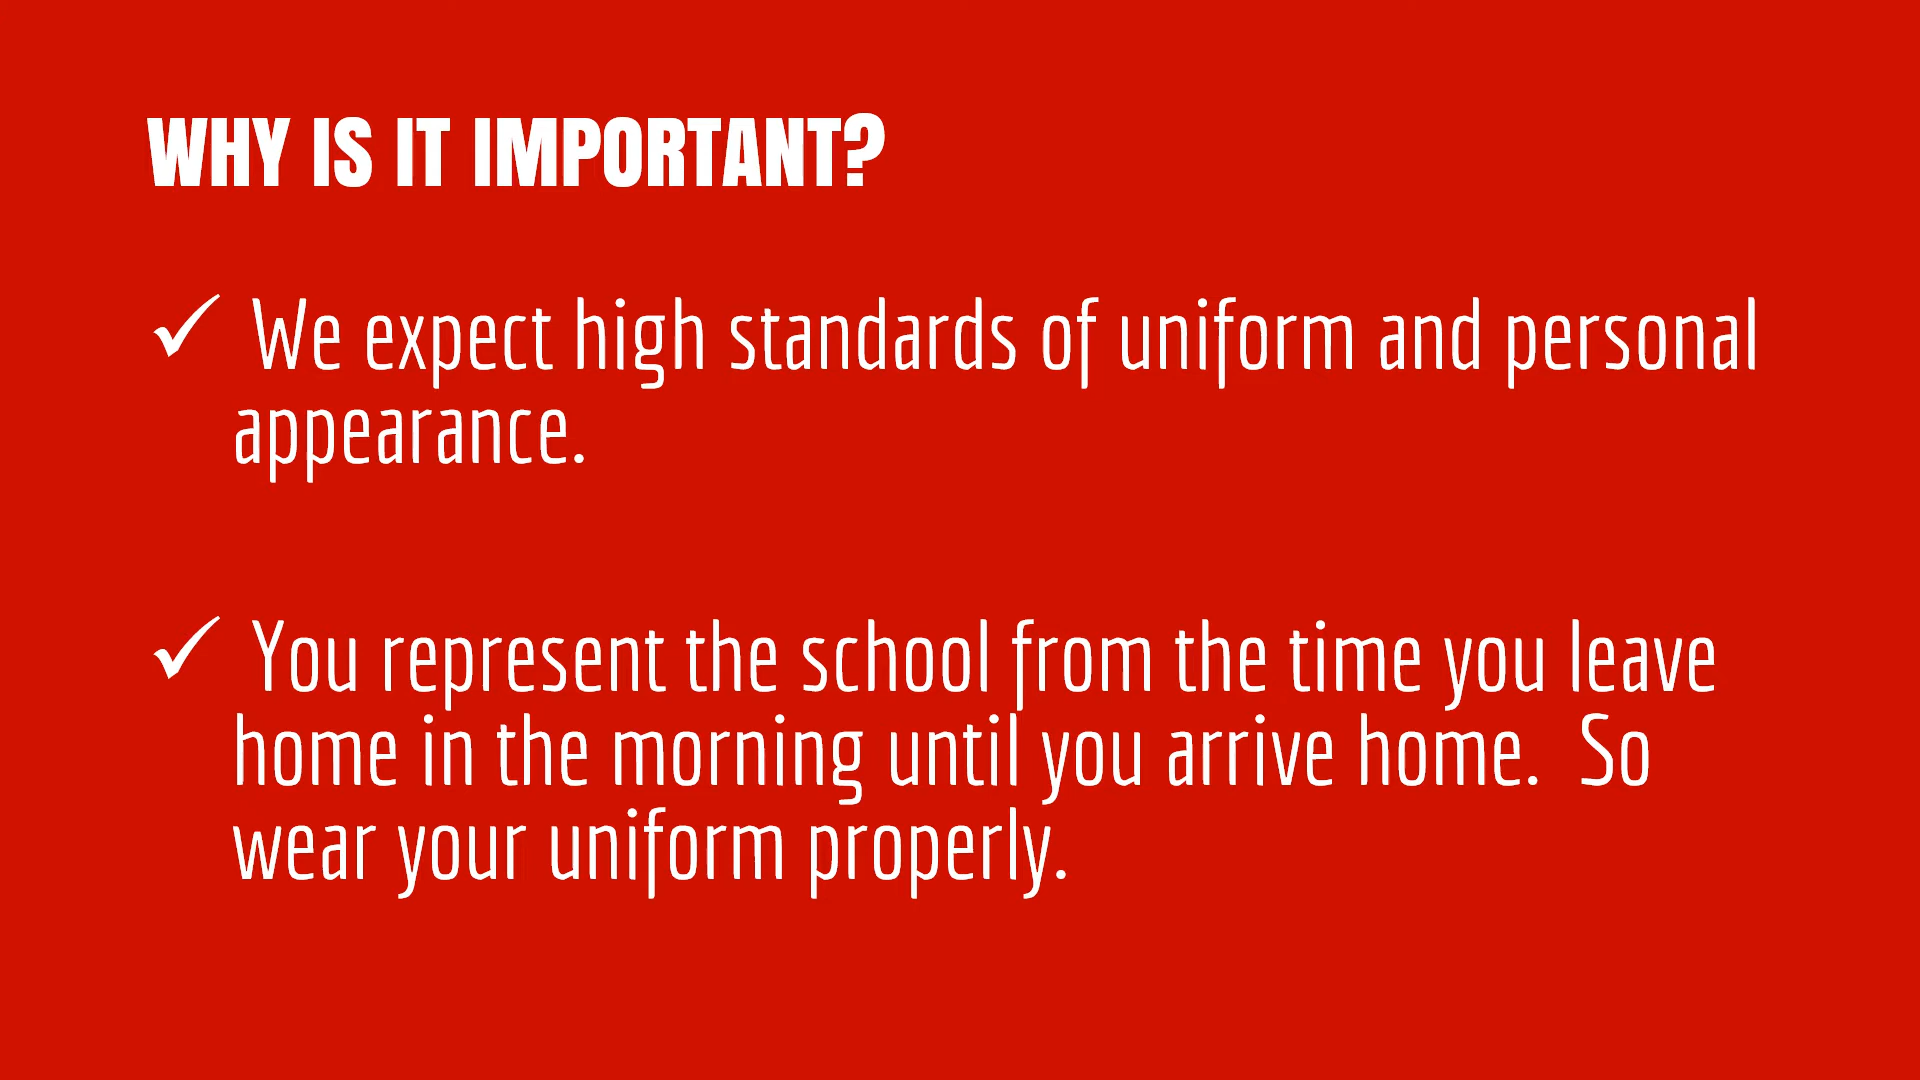 WHY IS IT IMPORTANT?
✓ We expect high standards of uniform and personal
appearance.
✓ You represent the school from the time you leave
home in the morning until you arrive home.  So
wear your uniform properly.